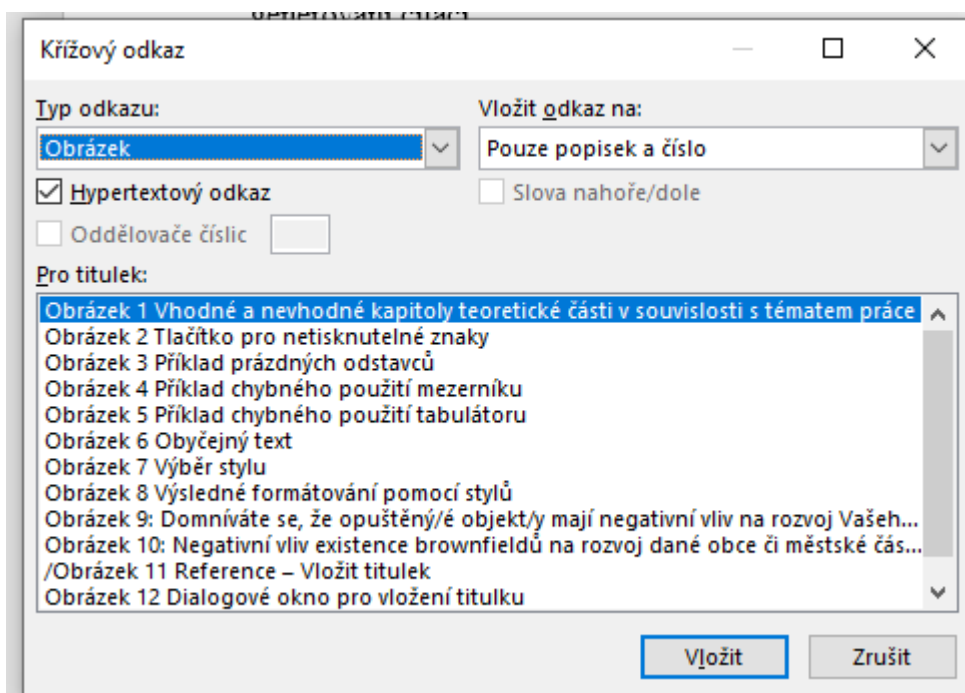 generování citací
Křížový odkaz
Typ odkazu:
Vložit odkaz na:
Obrázek
Pouze popisek a číslo
Hypertextový odkaz
Slova nahoře/dole
Oddělovače číslic
Pro titulek:
Obrázek 1 Vhodné a nevhodné kapitoly teoretické části v souvislosti s tématem práce
Obrázek 2 Tlačítko pro netisknutelné znaky
Obrázek 3 Příklad prázdných odstavců
Obrázek 4 Příklad chybného použití mezerníku
Obrázek 5 Příklad chybného použití tabulátoru
Obrázek 6 Obyčejný text
Obrázek 7 Výběr stylu
Obrázek 8 Výsledné formátování pomocí stylů
Obrázek 9: Domníváte se, že opuštěný/é objekt/y mají negativní vliv na rozvoj Vašeh...
Obrázek 10: Negativní vliv existence brownfieldů na rozvoj dané obce či městské čás...
/Obrázek 11 Reference – Vložit titulek
Obrázek 12 Dialogové okno pro vložení titulku
Vložit
Zrušit